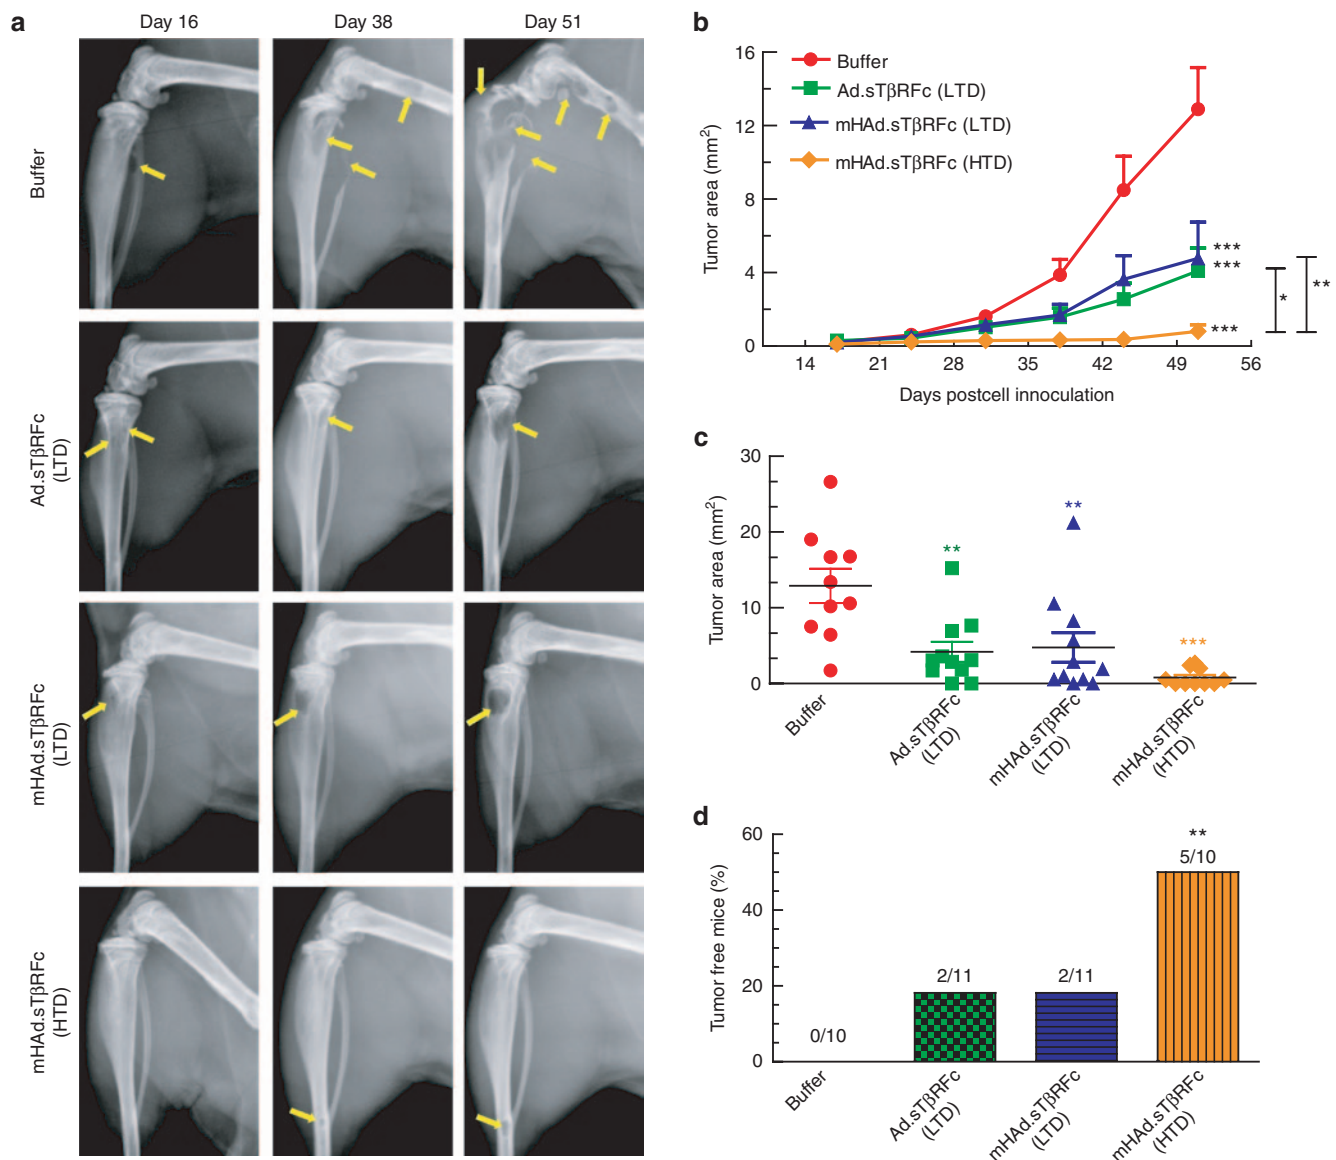 a
Day 16
Day 38
Day 51
Buffer
Ad.sTβRFc
(LTD)
mHAd.sTβRFc
(LTD)
mHAd.sTβRFc
(HTD)
b
Tumor area (mm²)
16
12
8
4
0
14
21
28
35
42
49
56
Days postcell innoculation
Buffer
Ad.sTβRFc (LTD)
mHAd.sTβRFc (LTD)
mHAd.sTβRFc (HTD)
***
***
***
*
**
c
Tumor area (mm²)
30
20
10
0
**
**
***
Buffer
Ad.sTβRFc
(LTD)
mHAd.sTβRFc
(LTD)
mHAd.sTβRFc
(HTD)
d
Tumor free mice (%)
60
40
20
0
0/10
2/11
2/11
**
5/10
Buffer
Ad.sTβRFc
(LTD)
mHAd.sTβRFc
(LTD)
mHAd.sTβRFc
(HTD)